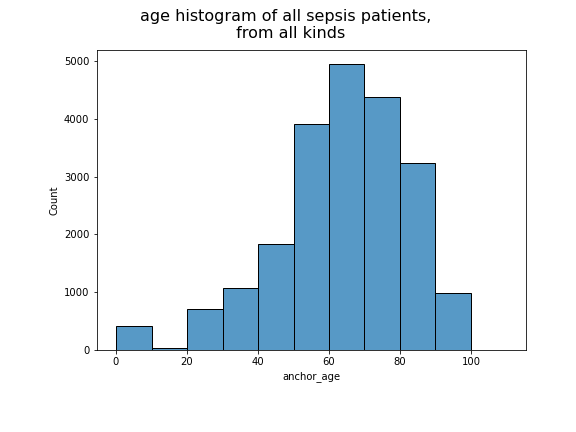 age histogram of all sepsis patients,
from all kinds
5000
4000
3000
2000
1000
0
Count
0 20 40 60 80 100
anchor_age